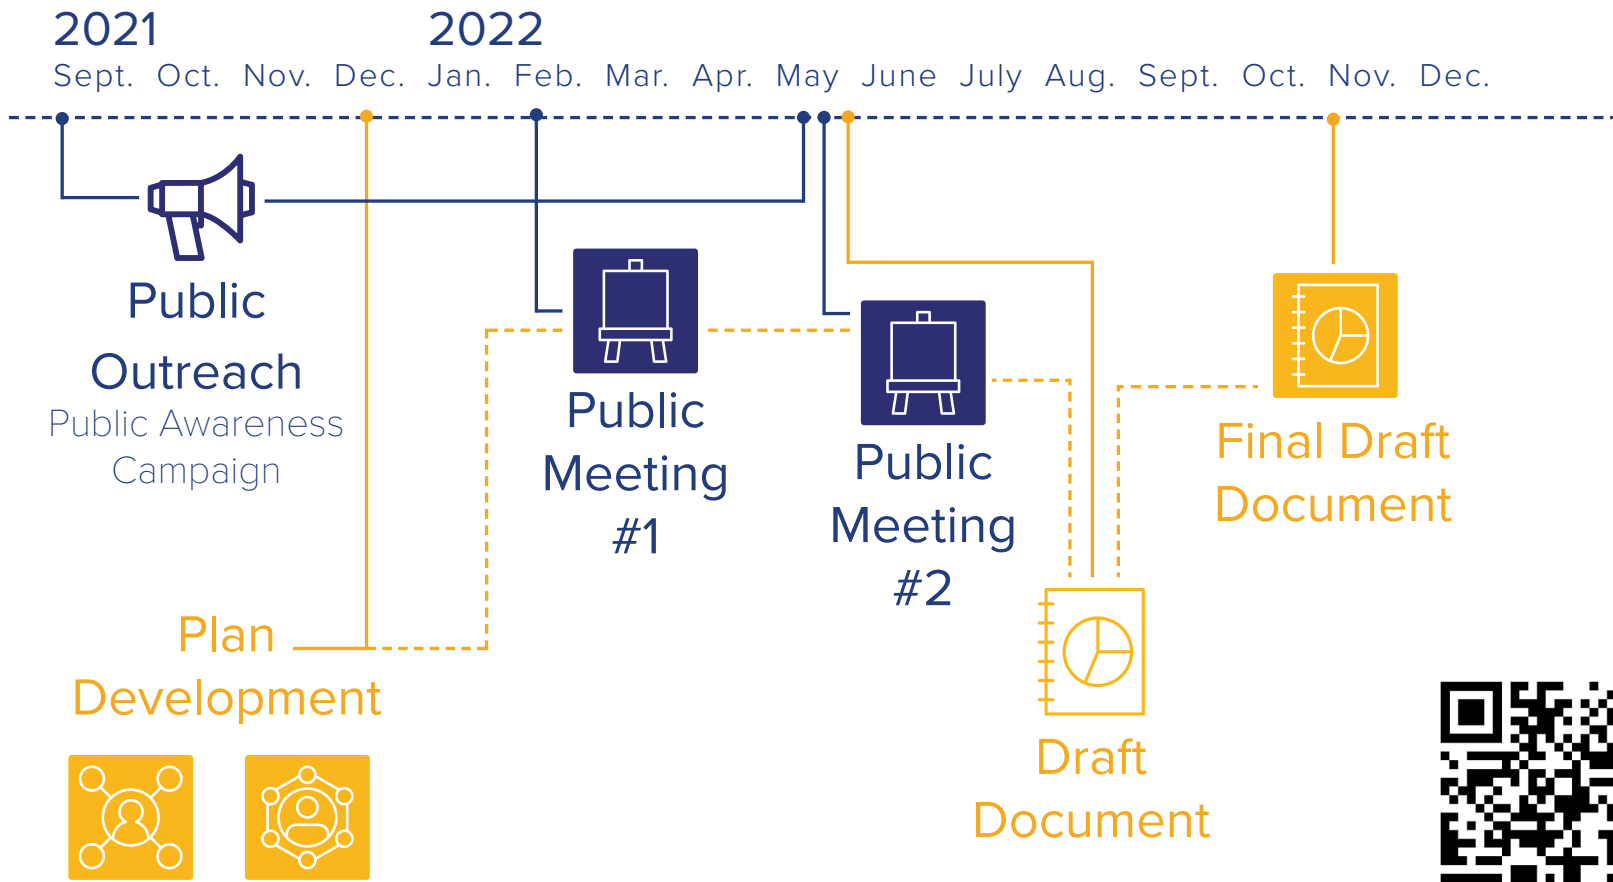 2021 2022
Sept. Oct. Nov. Dec. Jan. Feb. Mar. Apr. May June July Aug. Sept. Oct. Nov. Dec.
Public
Outreach
Public Awareness
Campaign
Public
Meeting
#1
Public
Meeting
#2
Final Draft
Document
Plan
Development
Draft
Document